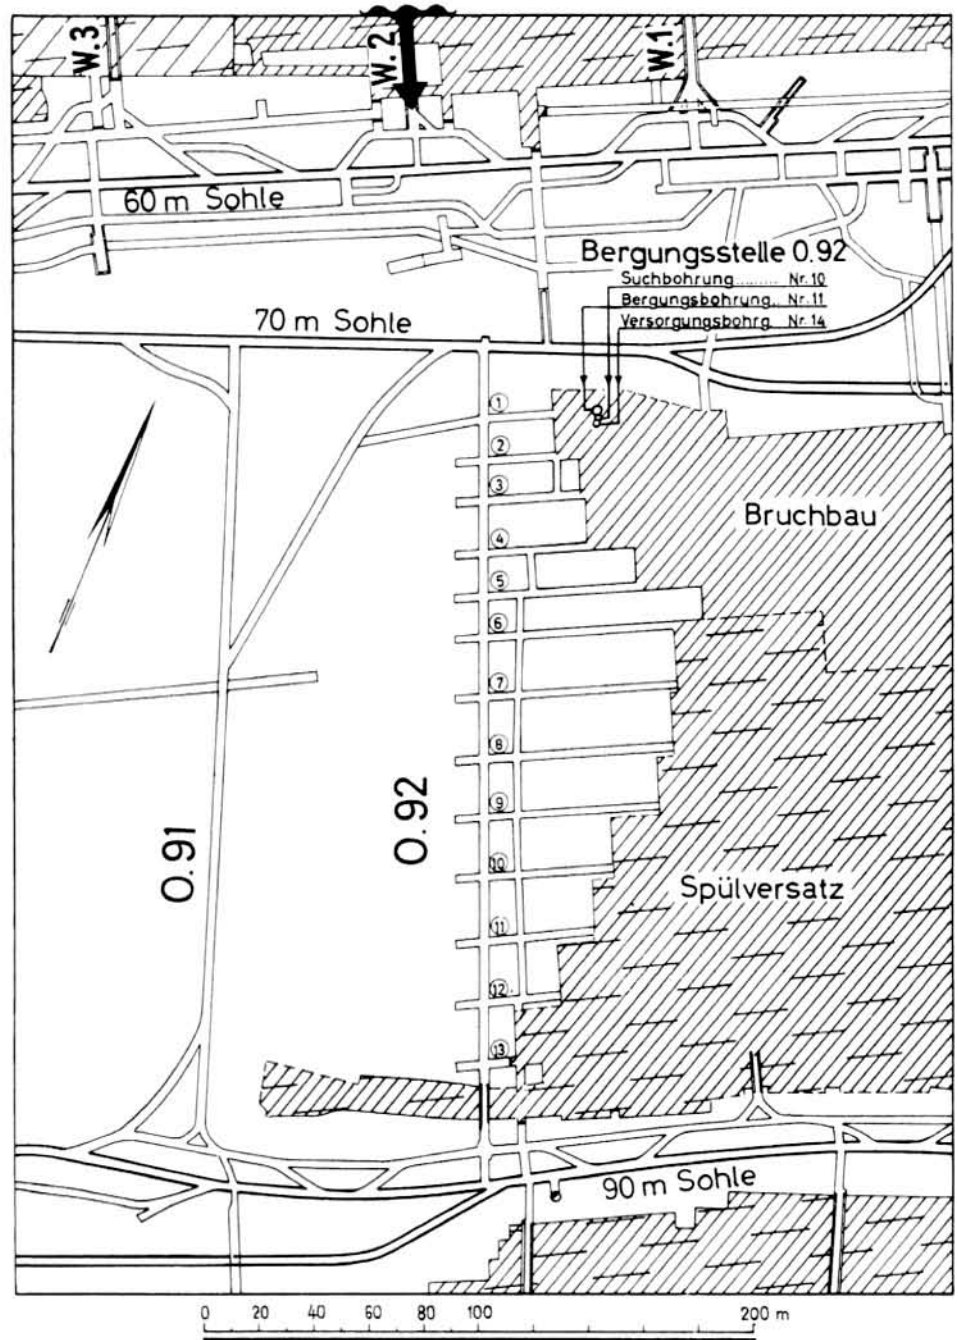 W.3
W.2
W.1
60 m Sohle
Bergungsstelle 0.92
Suchbohrung......... Nr. 10
Bergungsbohrung.. Nr. 11
Versorgungsbohrg. Nr. 14
70 m Sohle
1
2
3
4
5
6
7
8
9
10
11
12
13
Bruchbau
Spülversatz
0.91
0.92
90 m Sohle
0 20 40 60 80 100 200 m